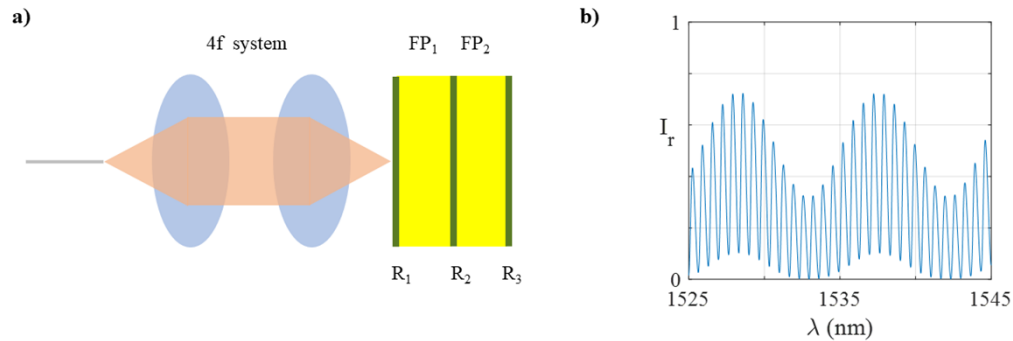 a)
4f system
FP₁ FP₂
R₁ R₂ R₃
b)
1
Iᵣ
0
1525 1535 1545
λ (nm)